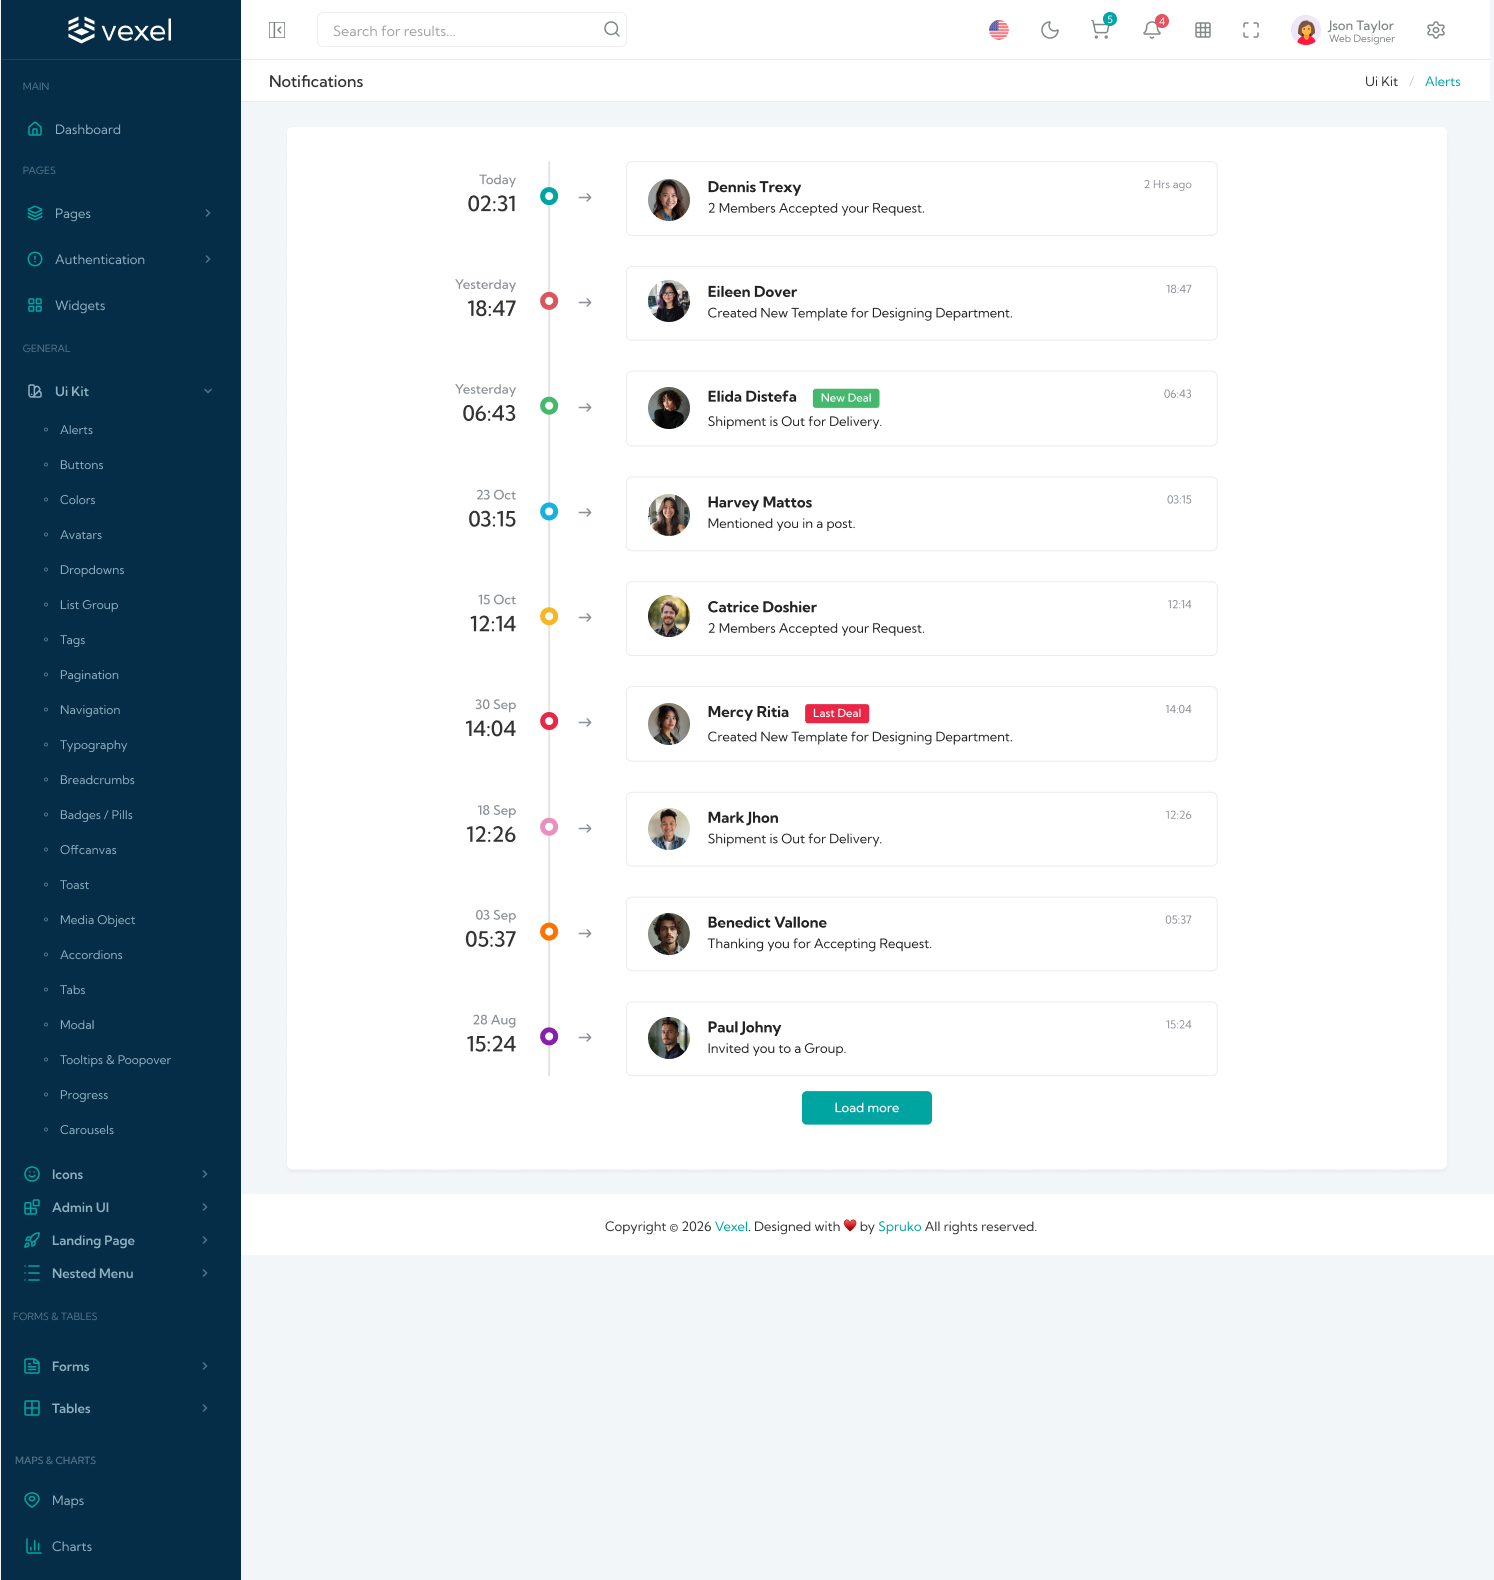 vexel
Search for results...
5
4
Json Taylor
Web Designer
Notifications
Ui Kit / Alerts
MAIN
Dashboard
PAGES
Pages
Authentication
Widgets
GENERAL
Ui Kit
Alerts
Buttons
Colors
Avatars
Dropdowns
List Group
Tags
Pagination
Navigation
Typography
Breadcrumbs
Badges / Pills
Offcanvas
Toast
Media Object
Accordions
Tabs
Modal
Tooltips & Poopover
Progress
Carousels
Icons
Admin UI
Landing Page
Nested Menu
FORMS & TABLES
Forms
Tables
MAPS & CHARTS
Maps
Charts
Today
02:31
Dennis Trexy
2 Hrs ago
2 Members Accepted your Request.
Yesterday
18:47
Eileen Dover
18:47
Created New Template for Designing Department.
Yesterday
06:43
Elida Distefa New Deal
06:43
Shipment is Out for Delivery.
23 Oct
03:15
Harvey Mattos
03:15
Mentioned you in a post.
15 Oct
12:14
Catrice Doshier
12:14
2 Members Accepted your Request.
30 Sep
14:04
Mercy Ritia Last Deal
14:04
Created New Template for Designing Department.
18 Sep
12:26
Mark Jhon
12:26
Shipment is Out for Delivery.
03 Sep
05:37
Benedict Vallone
05:37
Thanking you for Accepting Request.
28 Aug
15:24
Paul Johny
15:24
Invited you to a Group.
Load more
Copyright © 2026 Vexel. Designed with ♥ by Spruko All rights reserved.